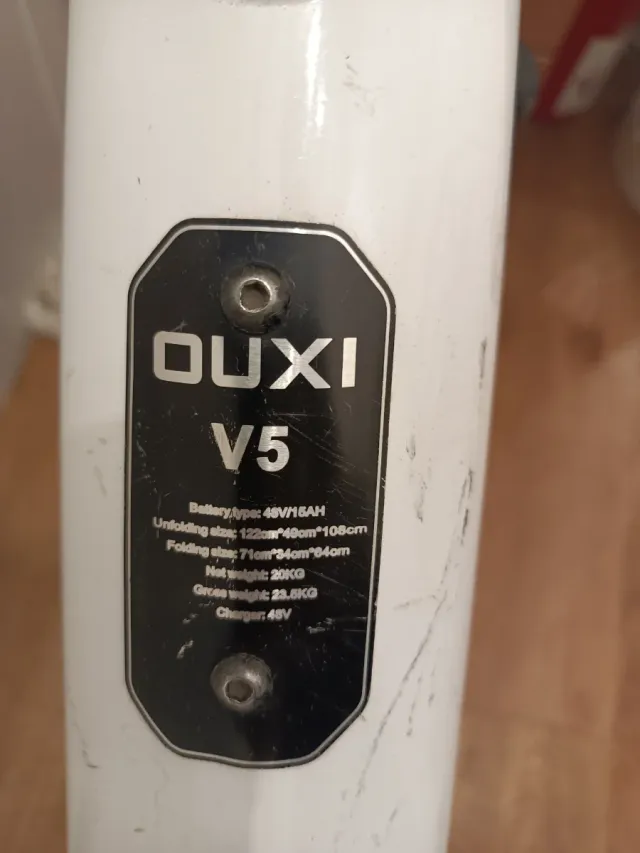 OUXI
V5
Battery type: 48V/15AH
Unfolding size: 122cm*49cm*108cm
Folding size: 71cm*34cm*64cm
Net weight: 20KG
Gross weight: 23.5KG
Charger: 48V